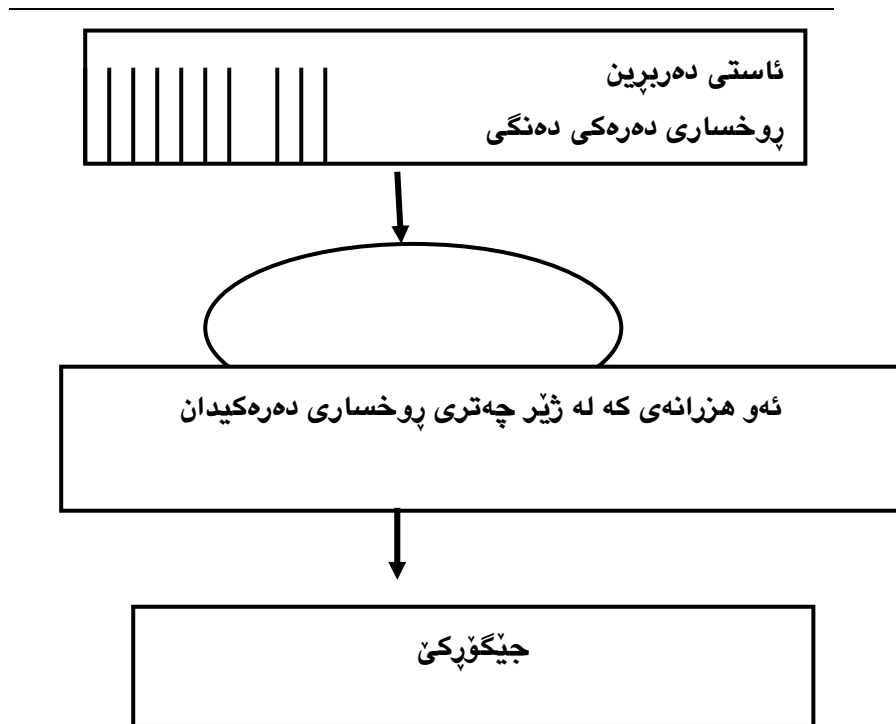 ئاستی دەربڕین
ڕوخساری دەرەکی دەنگی
ئەو هزرانەی کە لە ژێر چەتری ڕوخساری دەرەکیدان
جێگۆڕکێ